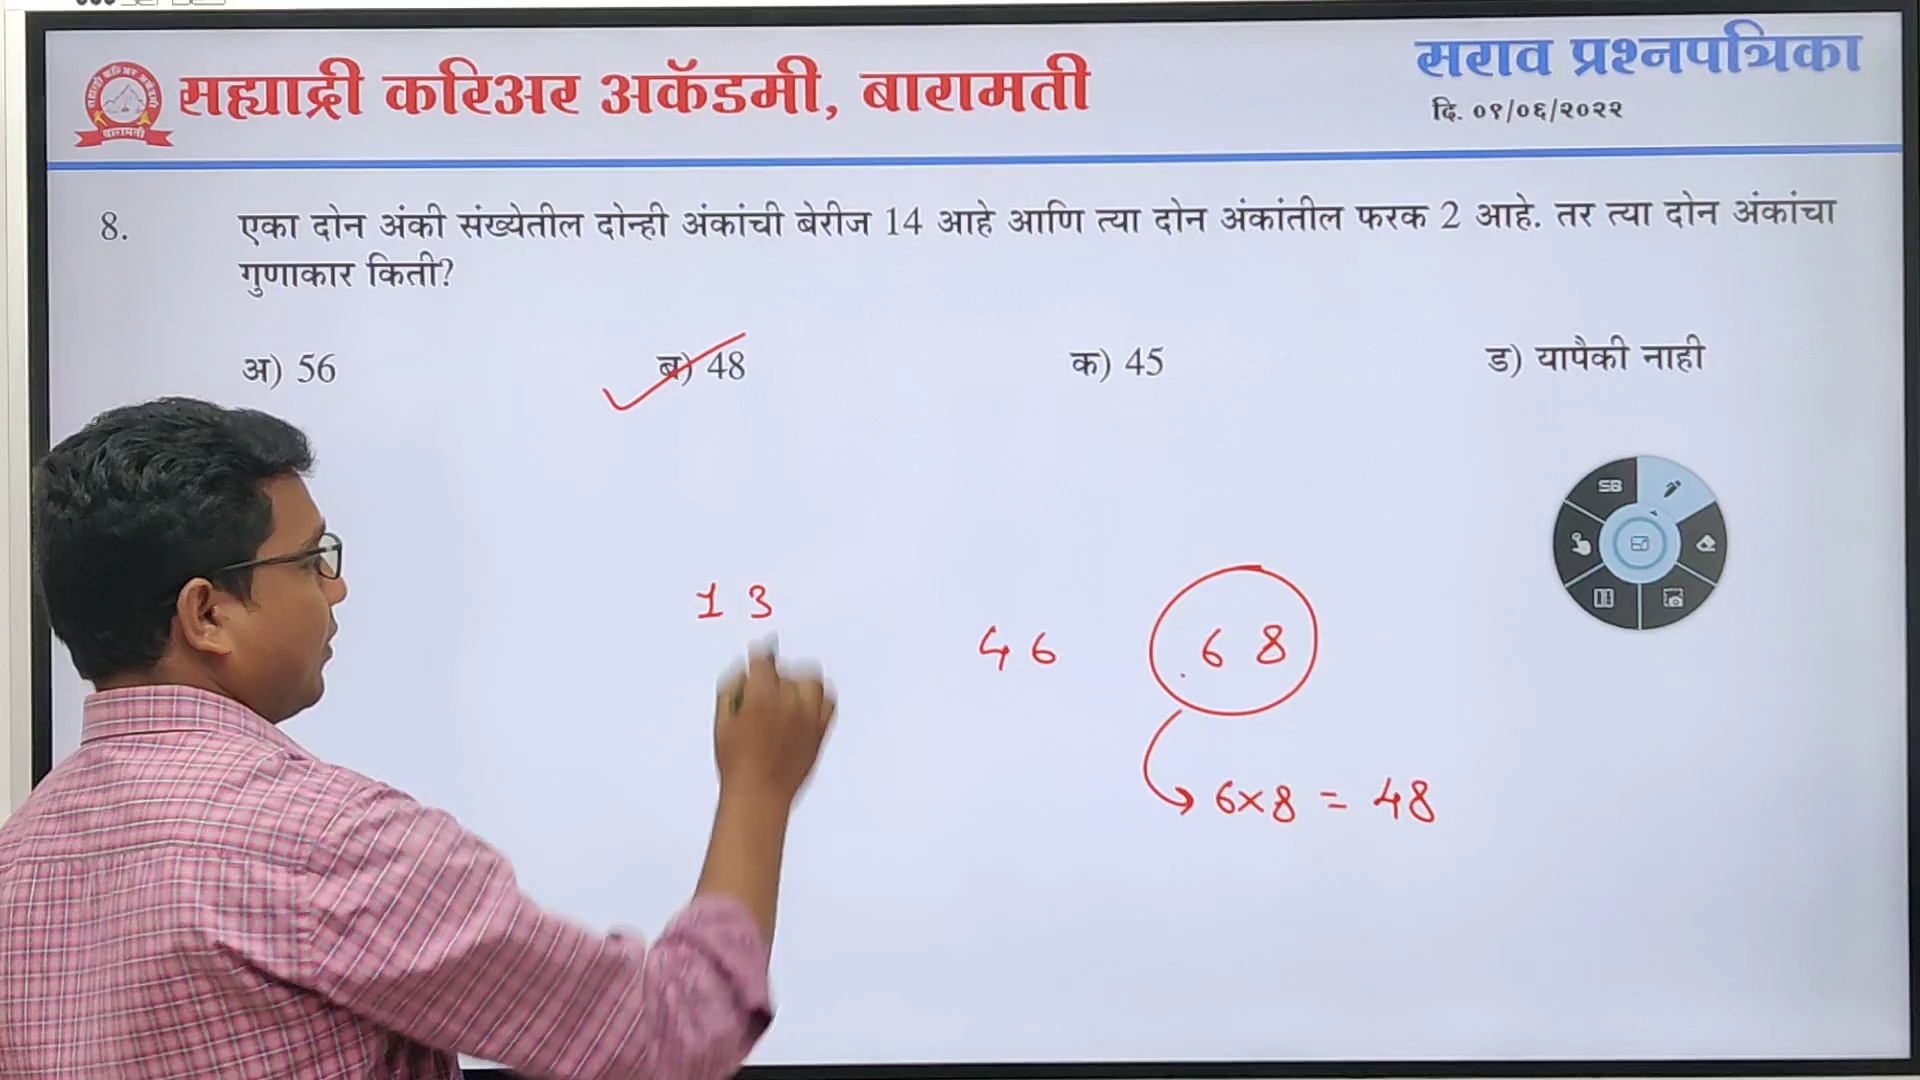 सह्याद्री करिअर अकॅडमी, बारामती
सराव प्रश्नपत्रिका
दि. ०९/०६/२०२२
8. एका दोन अंकी संख्येतील दोन्ही अंकांची बेरीज 14 आहे आणि त्या दोन अंकांतील फरक 2 आहे. तर त्या दोन अंकांचा
गुणाकार किती?
अ) 56 ब) 48 क) 45 ड) यापैकी नाही
SB
1 3
4 6 6 8
6×8 = 48